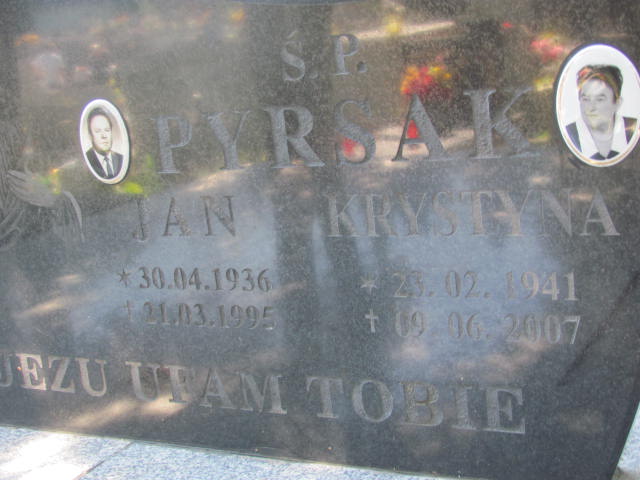 Ś. P.
PYRSAK
JAN KRYSTYNA
* 30.04.1936 * 23. 02. 1941
† 21.03.1995 † 09. 06. 2007
JEZU UFAM TOBIE